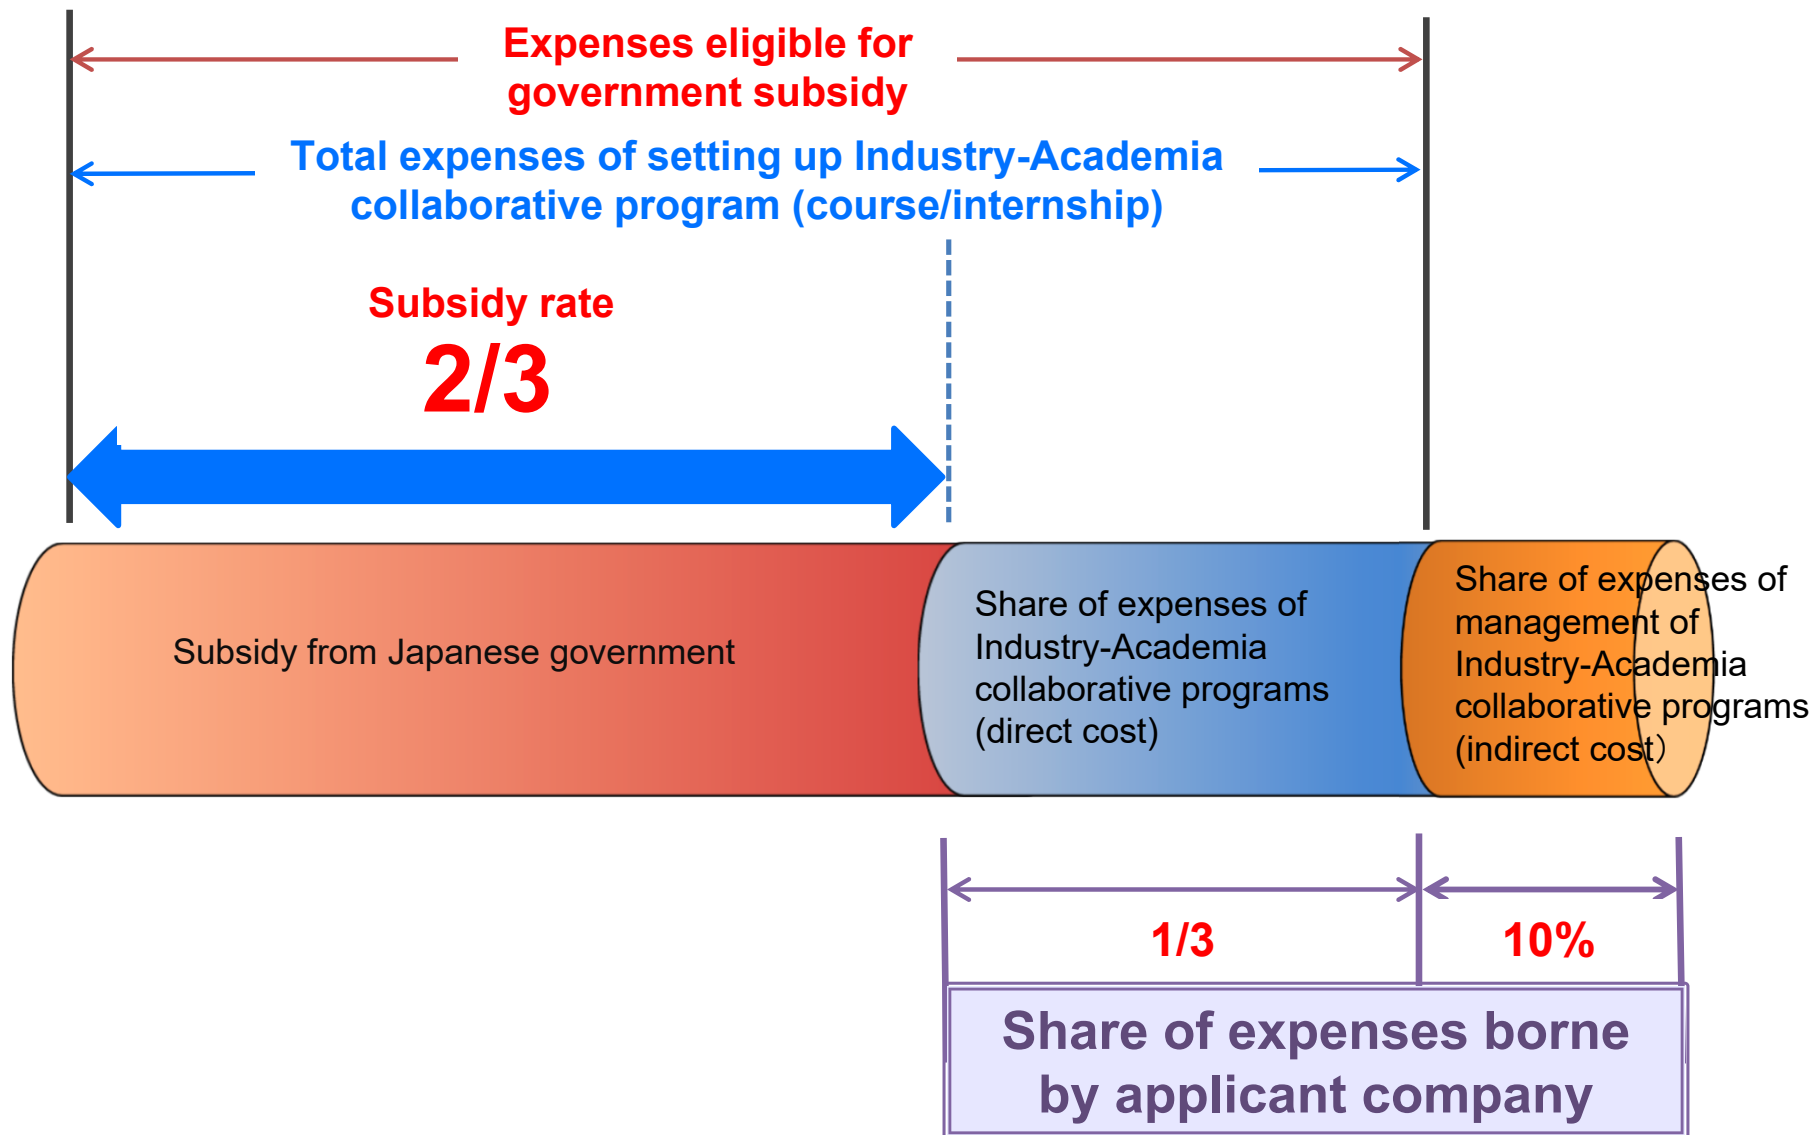 Expenses eligible for
government subsidy
Total expenses of setting up Industry-Academia
collaborative program (course/internship)
Subsidy rate
2/3
Subsidy from Japanese government
Share of expenses of
Industry-Academia
collaborative programs
(direct cost)
Share of expenses of
management of
Industry-Academia
collaborative programs
(indirect cost）
1/3
10%
Share of expenses borne
by applicant company